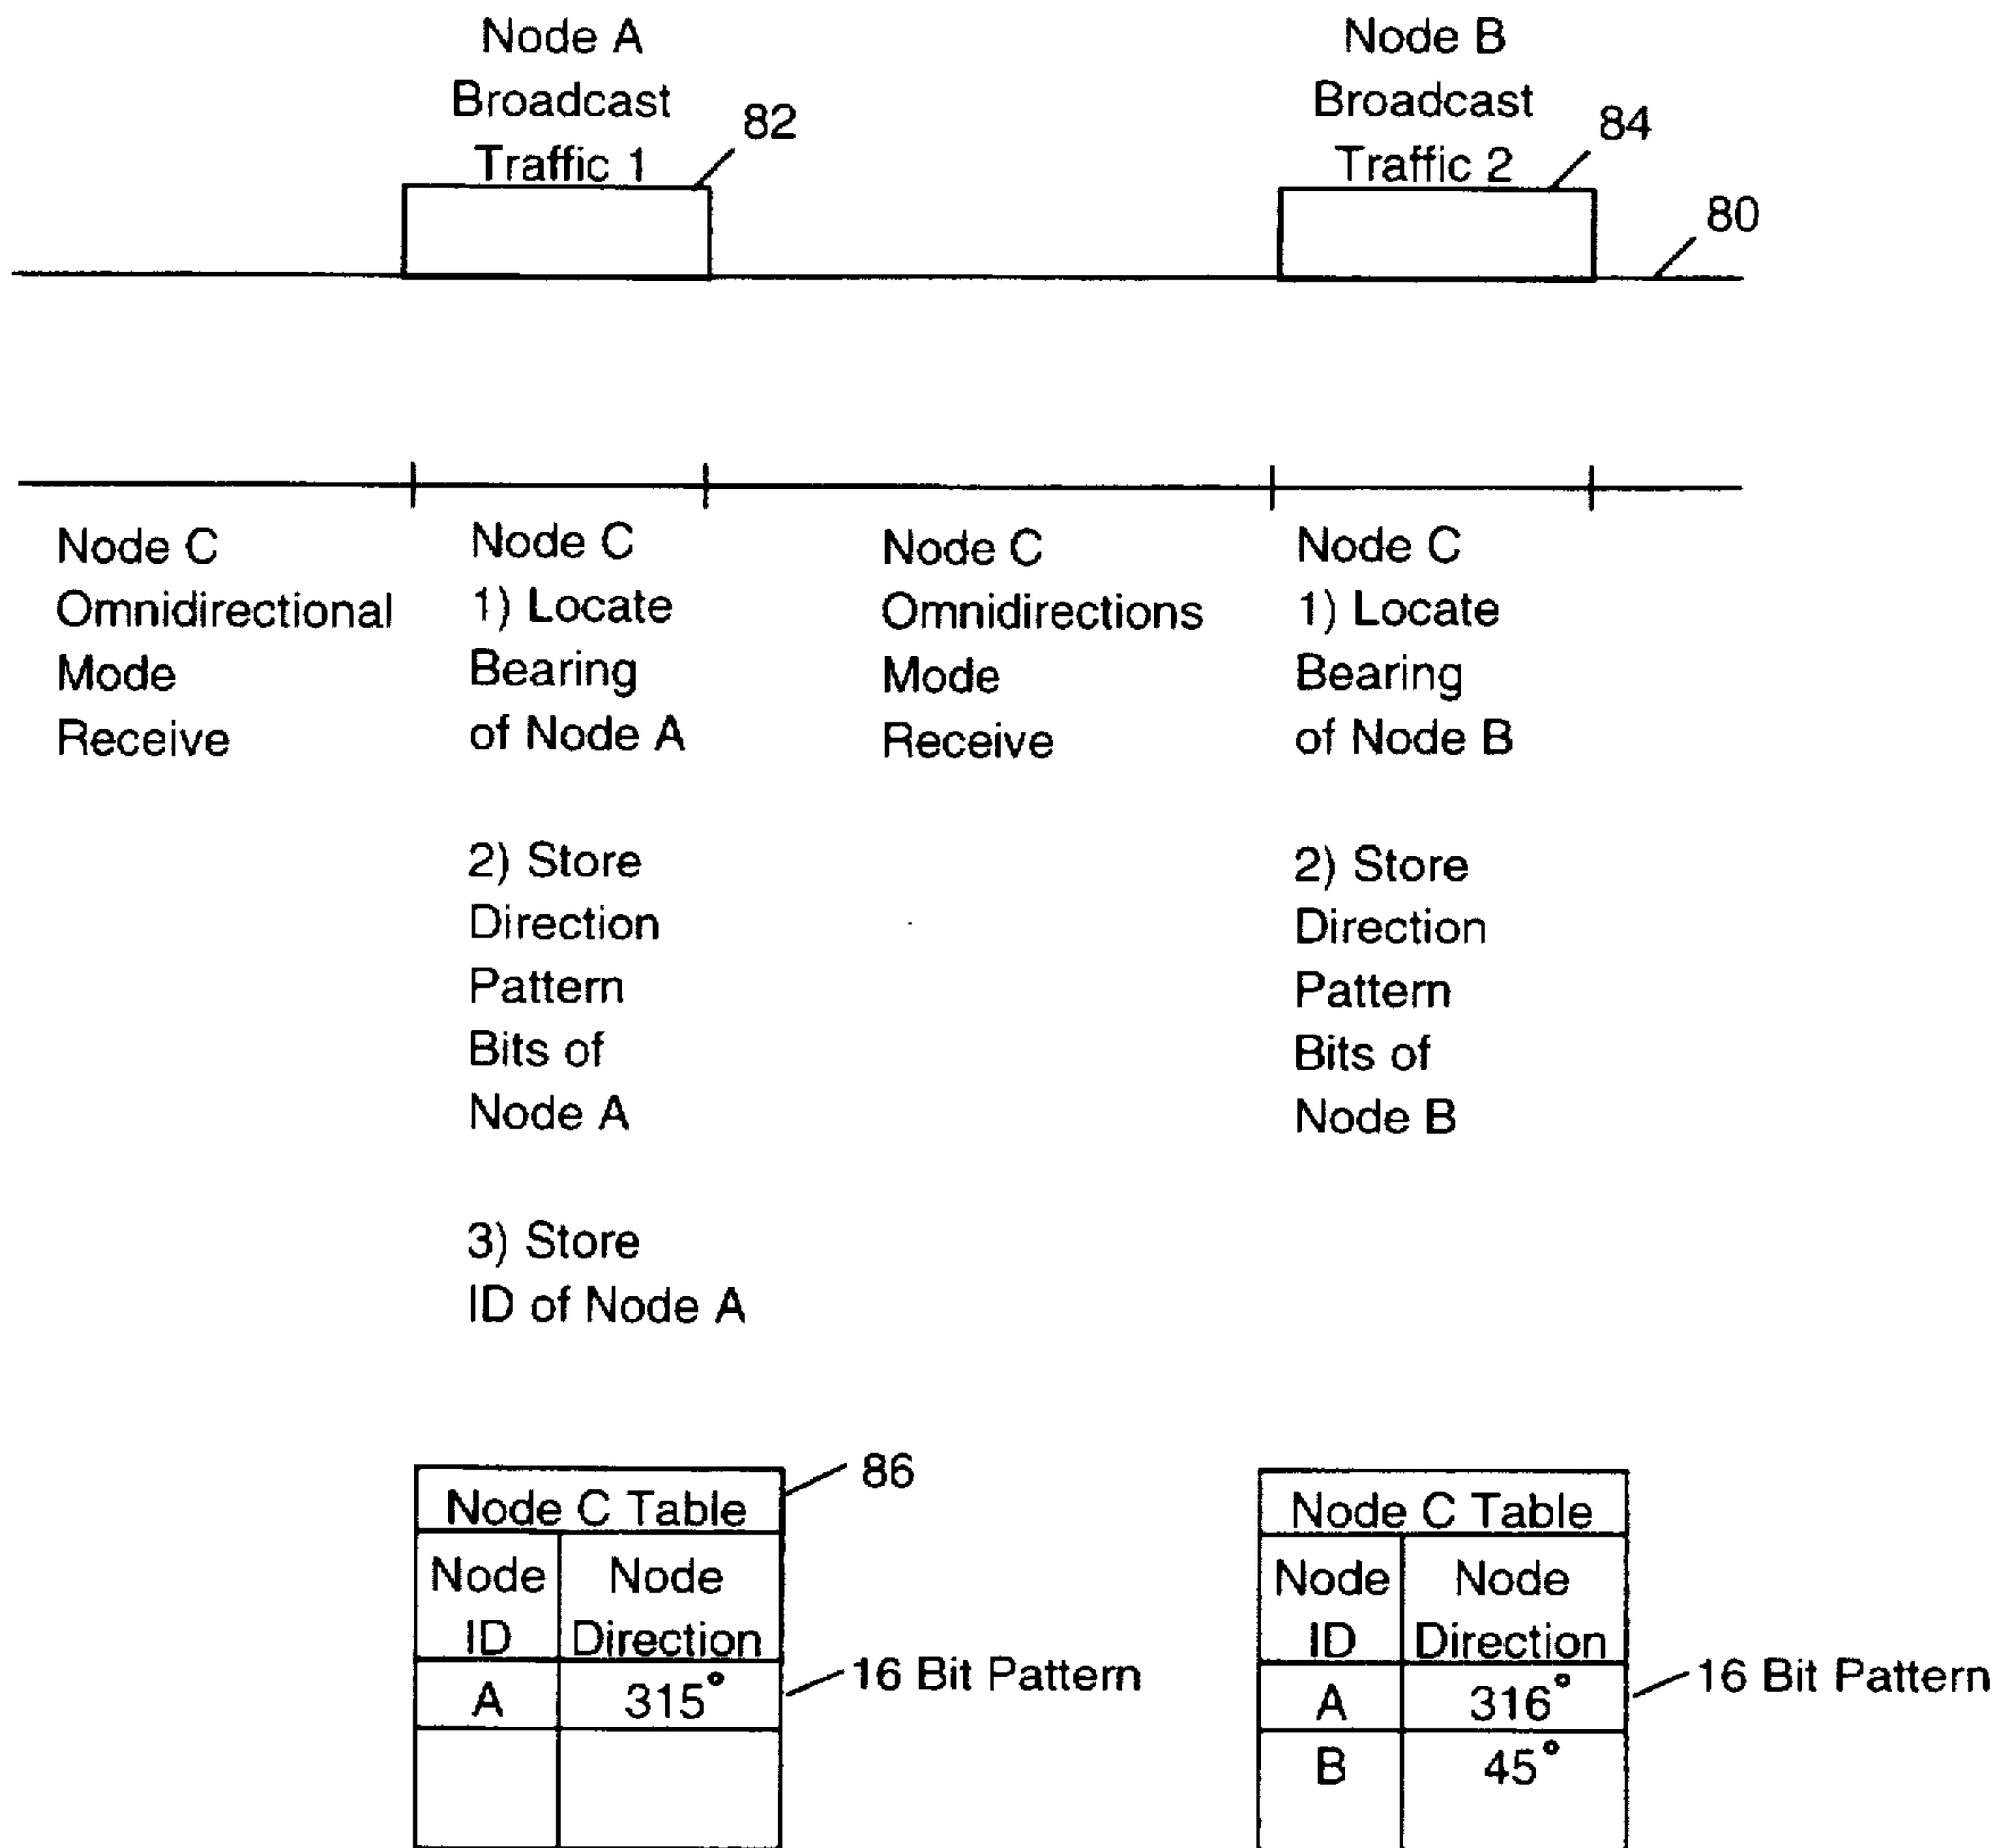 Node A
Broadcast
Traffic 1
82
Node B
Broadcast
Traffic 2
84
80
Node C
Omnidirectional
Mode
Receive
Node C
1) Locate
Bearing
of Node A
2) Store
Direction
Pattern
Bits of
Node A
3) Store
ID of Node A
Node C
Omnidirections
Mode
Receive
Node C
1) Locate
Bearing
of Node B
2) Store
Direction
Pattern
Bits of
Node B
86
Node C Table
Node
ID
Node
Direction
A
315°
16 Bit Pattern
Node C Table
Node
ID
Node
Direction
A
316°
B
45°
16 Bit Pattern